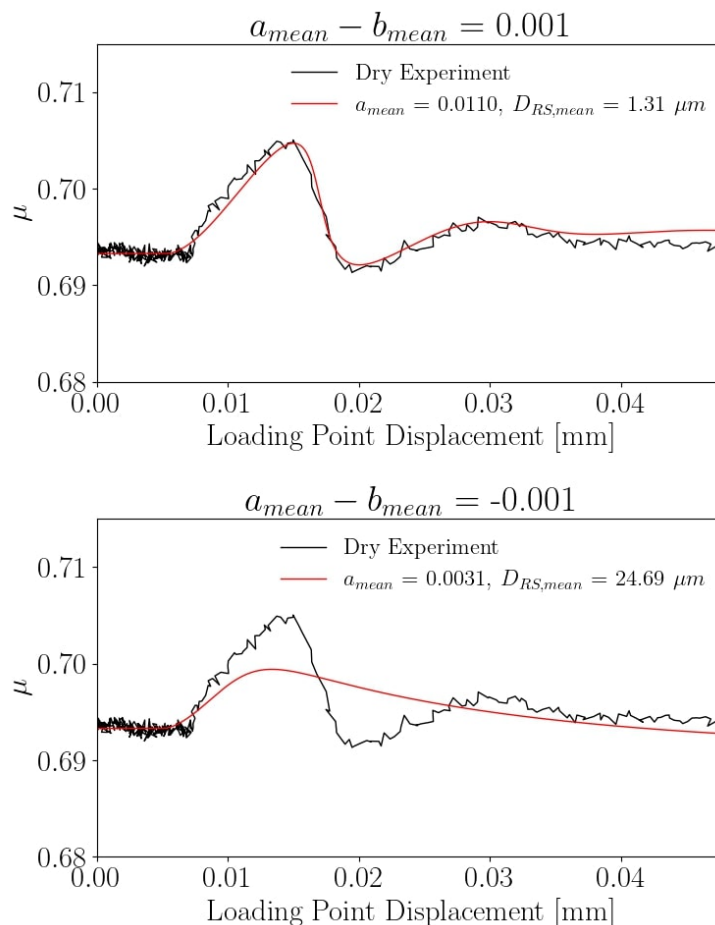 a_mean − b_mean = 0.001
Dry Experiment
a_mean = 0.0110, D_RS,mean = 1.31 μm
0.71
0.70
0.69
0.68
μ
0.00 0.01 0.02 0.03 0.04
Loading Point Displacement [mm]
a_mean − b_mean = -0.001
Dry Experiment
a_mean = 0.0031, D_RS,mean = 24.69 μm
0.71
0.70
0.69
0.68
μ
0.00 0.01 0.02 0.03 0.04
Loading Point Displacement [mm]